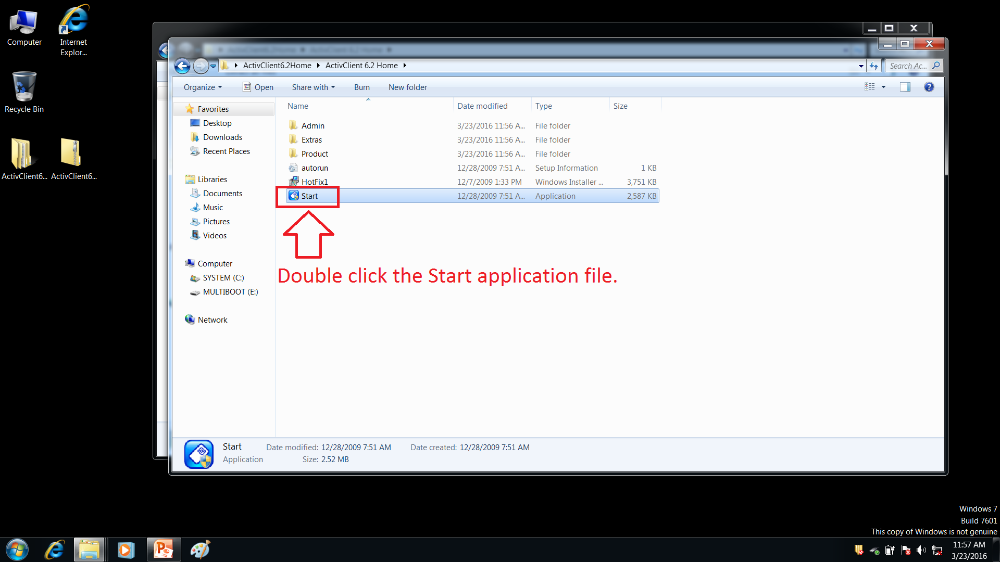 Computer
Internet
Explor...
Recycle Bin
ActivClient6...
ActivClient6...
ActivClient6.2Home
ActivClient 6.2 Home
Search Ac...
Organize
Open
Share with
Burn
New folder
Favorites
Desktop
Downloads
Recent Places
Libraries
Documents
Music
Pictures
Videos
Computer
SYSTEM (C:)
MULTIBOOT (E:)
Network
Name Date modified Type Size
Admin 3/23/2016 11:56 A... File folder
Extras 3/23/2016 11:56 A... File folder
Product 3/23/2016 11:56 A... File folder
autorun 12/28/2009 7:51 A... Setup Information 1 KB
HotFix1 12/7/2009 1:33 PM Windows Installer ... 3,751 KB
Start 12/28/2009 7:51 A... Application 2,587 KB
Double click the Start application file.
Start Date modified: 12/28/2009 7:51 AM Date created: 12/28/2009 7:51 AM
Application Size: 2.52 MB
Windows 7
Build 7601
This copy of Windows is not genuine
11:57 AM
3/23/2016